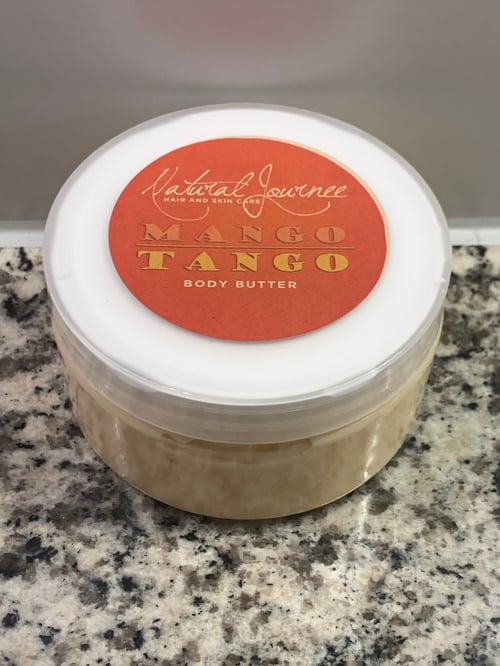 Natural Journee
HAIR AND SKIN CARE
MANGO
TANGO
BODY BUTTER